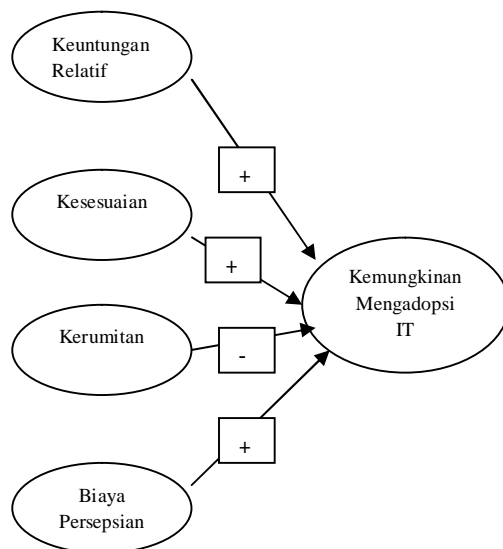 Keuntungan
Relatif
+
Kesesuaian
+
Kemungkinan
Mengadopsi
IT
Kerumitan
-
+
Biaya
Persepsian